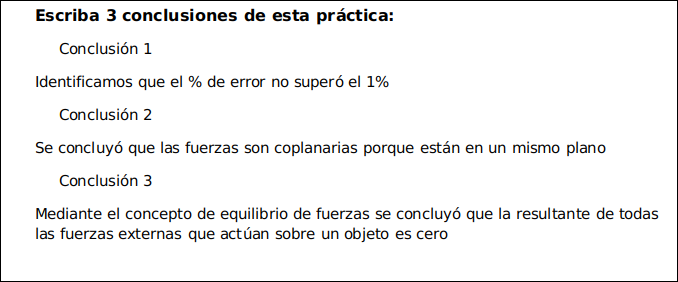 Escriba 3 conclusiones de esta práctica:
Conclusión 1
Identificamos que el % de error no superó el 1%
Conclusión 2
Se concluyó que las fuerzas son coplanarias porque están en un mismo plano
Conclusión 3
Mediante el concepto de equilibrio de fuerzas se concluyó que la resultante de todas
las fuerzas externas que actúan sobre un objeto es cero